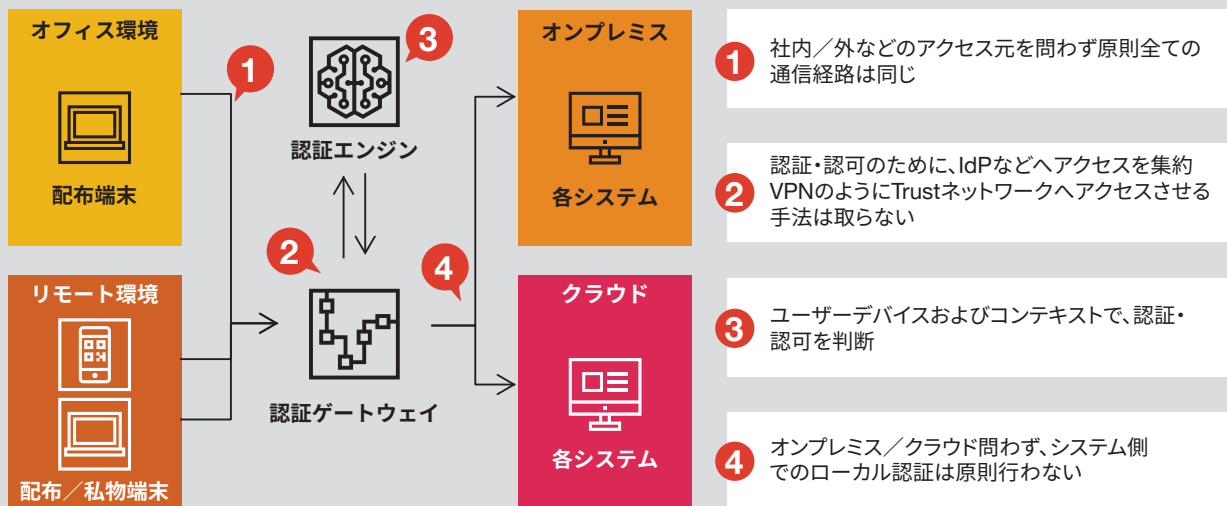 オフィス環境
配布端末
リモート環境
配布／私物端末
1
3
認証エンジン
2
認証ゲートウェイ
4
オンプレミス
各システム
クラウド
各システム
1
社内／外などのアクセス元を問わず原則全ての
通信経路は同じ
2
認証・認可のために、IdPなどへアクセスを集約
VPNのようにTrustネットワークへアクセスさせる
手法は取らない
3
ユーザーデバイスおよびコンテキストで、認証・
認可を判断
4
オンプレミス／クラウド問わず、システム側
でのローカル認証は原則行わない